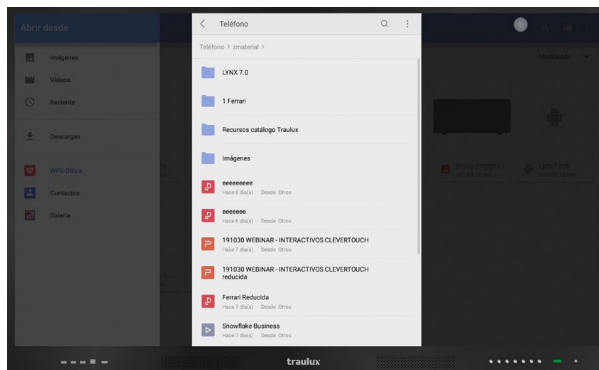 Abrir desde
Imágenes
Vídeos
Reciente
Descargas
WPS Office
Contactos
Galería
Teléfono
Teléfono > zmaterial >
LYNX 7.0
1 Ferrari
Recursos catálogo Traulux
Imágenes
eeeeeeee
Hace 6 día(s) Desde Otros
eeeeeee
Hace 6 día(s) Desde Otros
191030 WEBINAR - INTERACTIVOS CLEVERTOUCH
Hace 7 día(s) Desde Otros
191030 WEBINAR - INTERACTIVOS CLEVERTOUCH
reducida
Hace 7 día(s) Desde Otros
Ferrari Reducida
Hace 7 día(s) Desde Otros
Snowflake Business
Hace 7 día(s) Desde Otros
Modificado
traulux